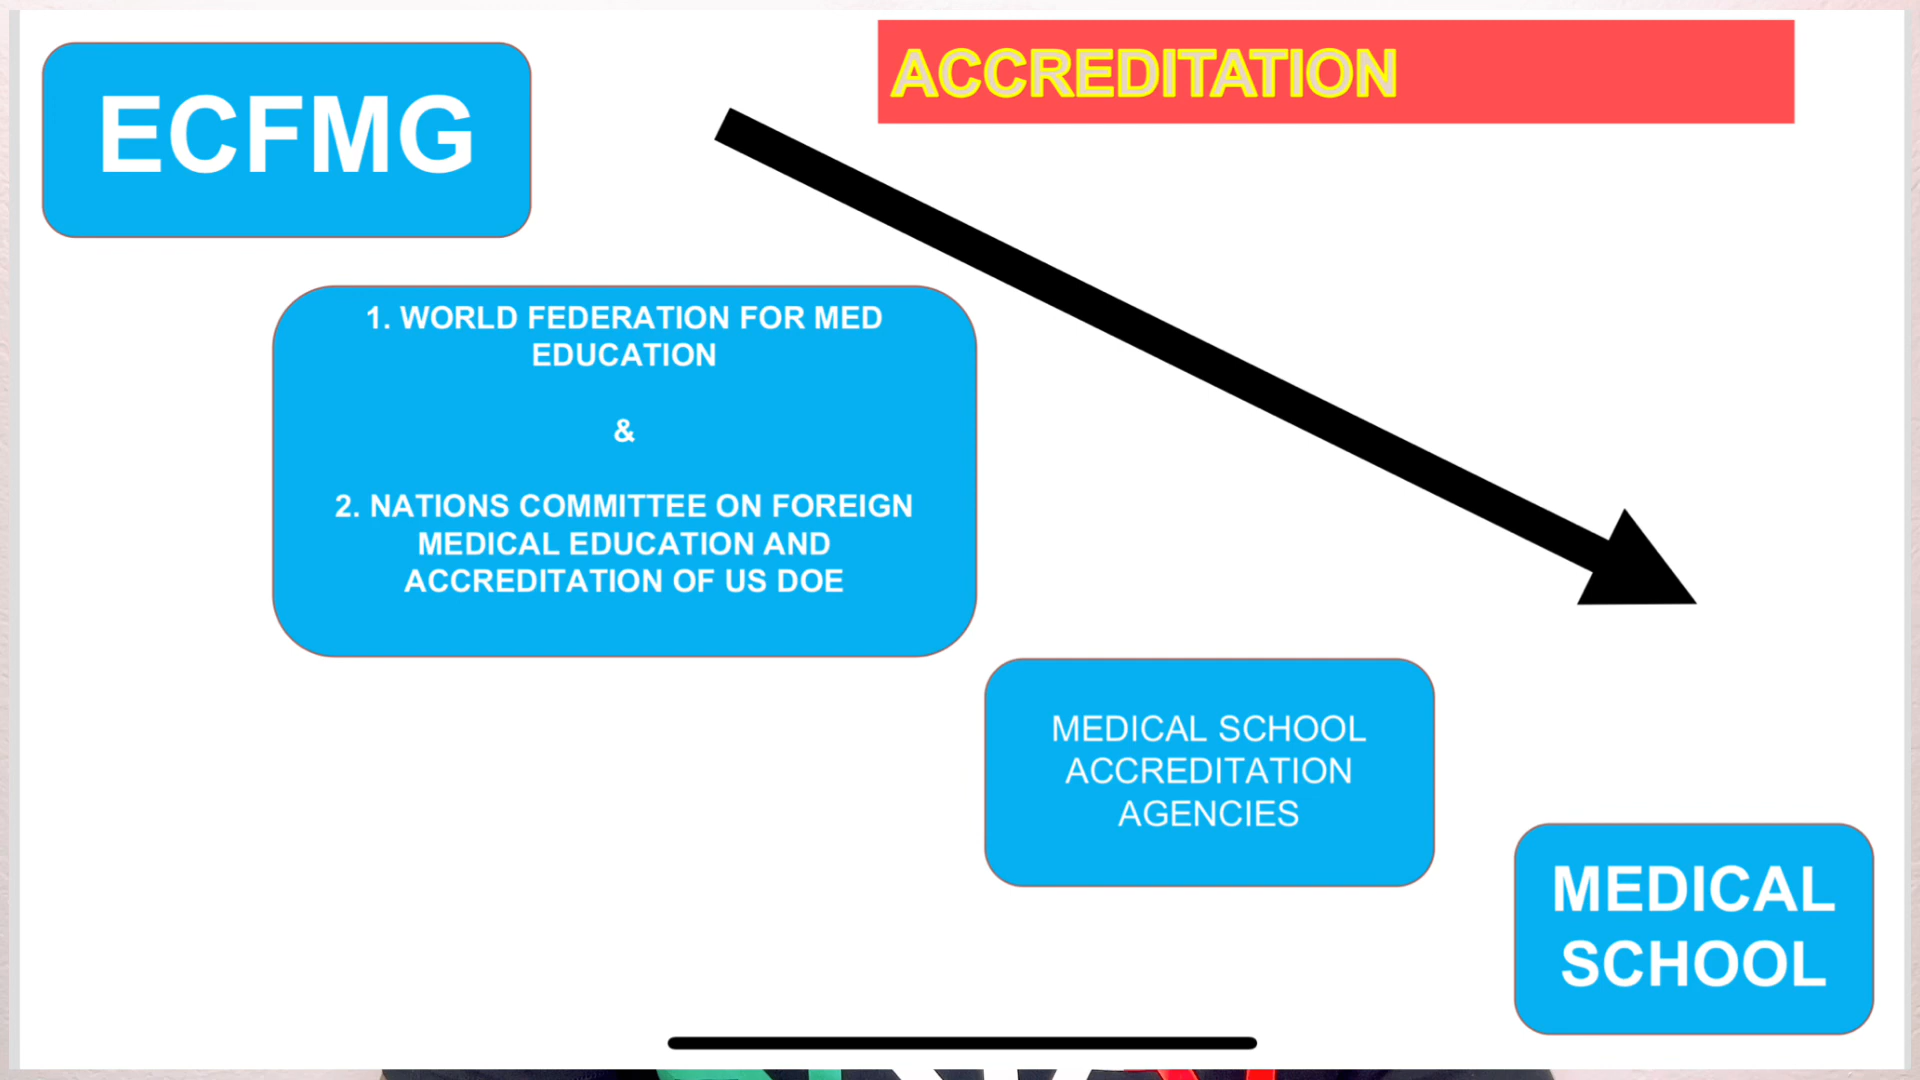 ACCREDITATION
ECFMG
1. WORLD FEDERATION FOR MED
EDUCATION
&
2. NATIONS COMMITTEE ON FOREIGN
MEDICAL EDUCATION AND
ACCREDITATION OF US DOE
MEDICAL SCHOOL
ACCREDITATION
AGENCIES
MEDICAL
SCHOOL